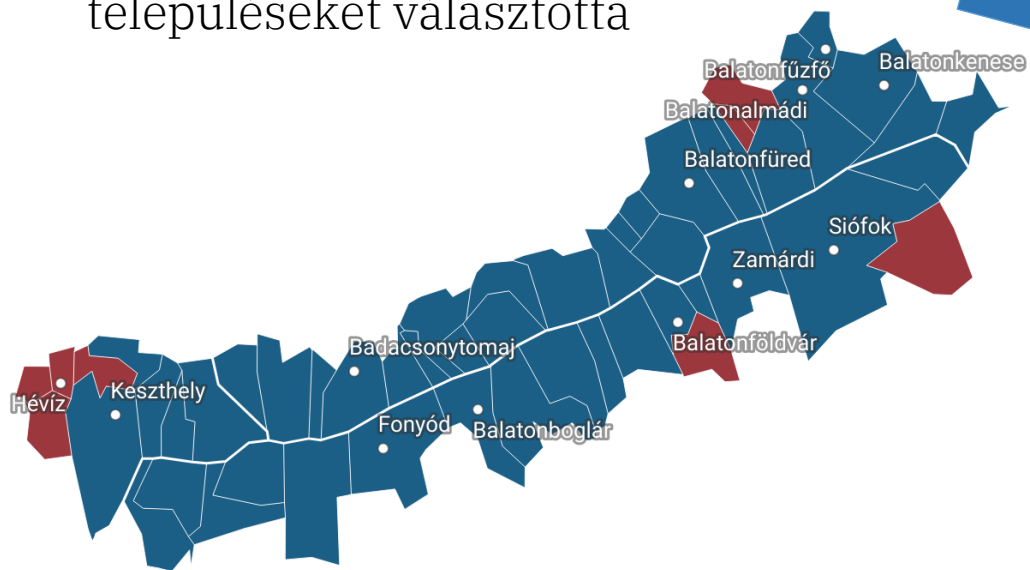 településeket választotta
Balatonfűzfő
Balatonkenese
Balatonalmádi
Balatonfüred
Siófok
Zamárdi
Badacsonytomaj
Balatonföldvár
Hévíz
Keszthely
Fonyód
Balatonboglár